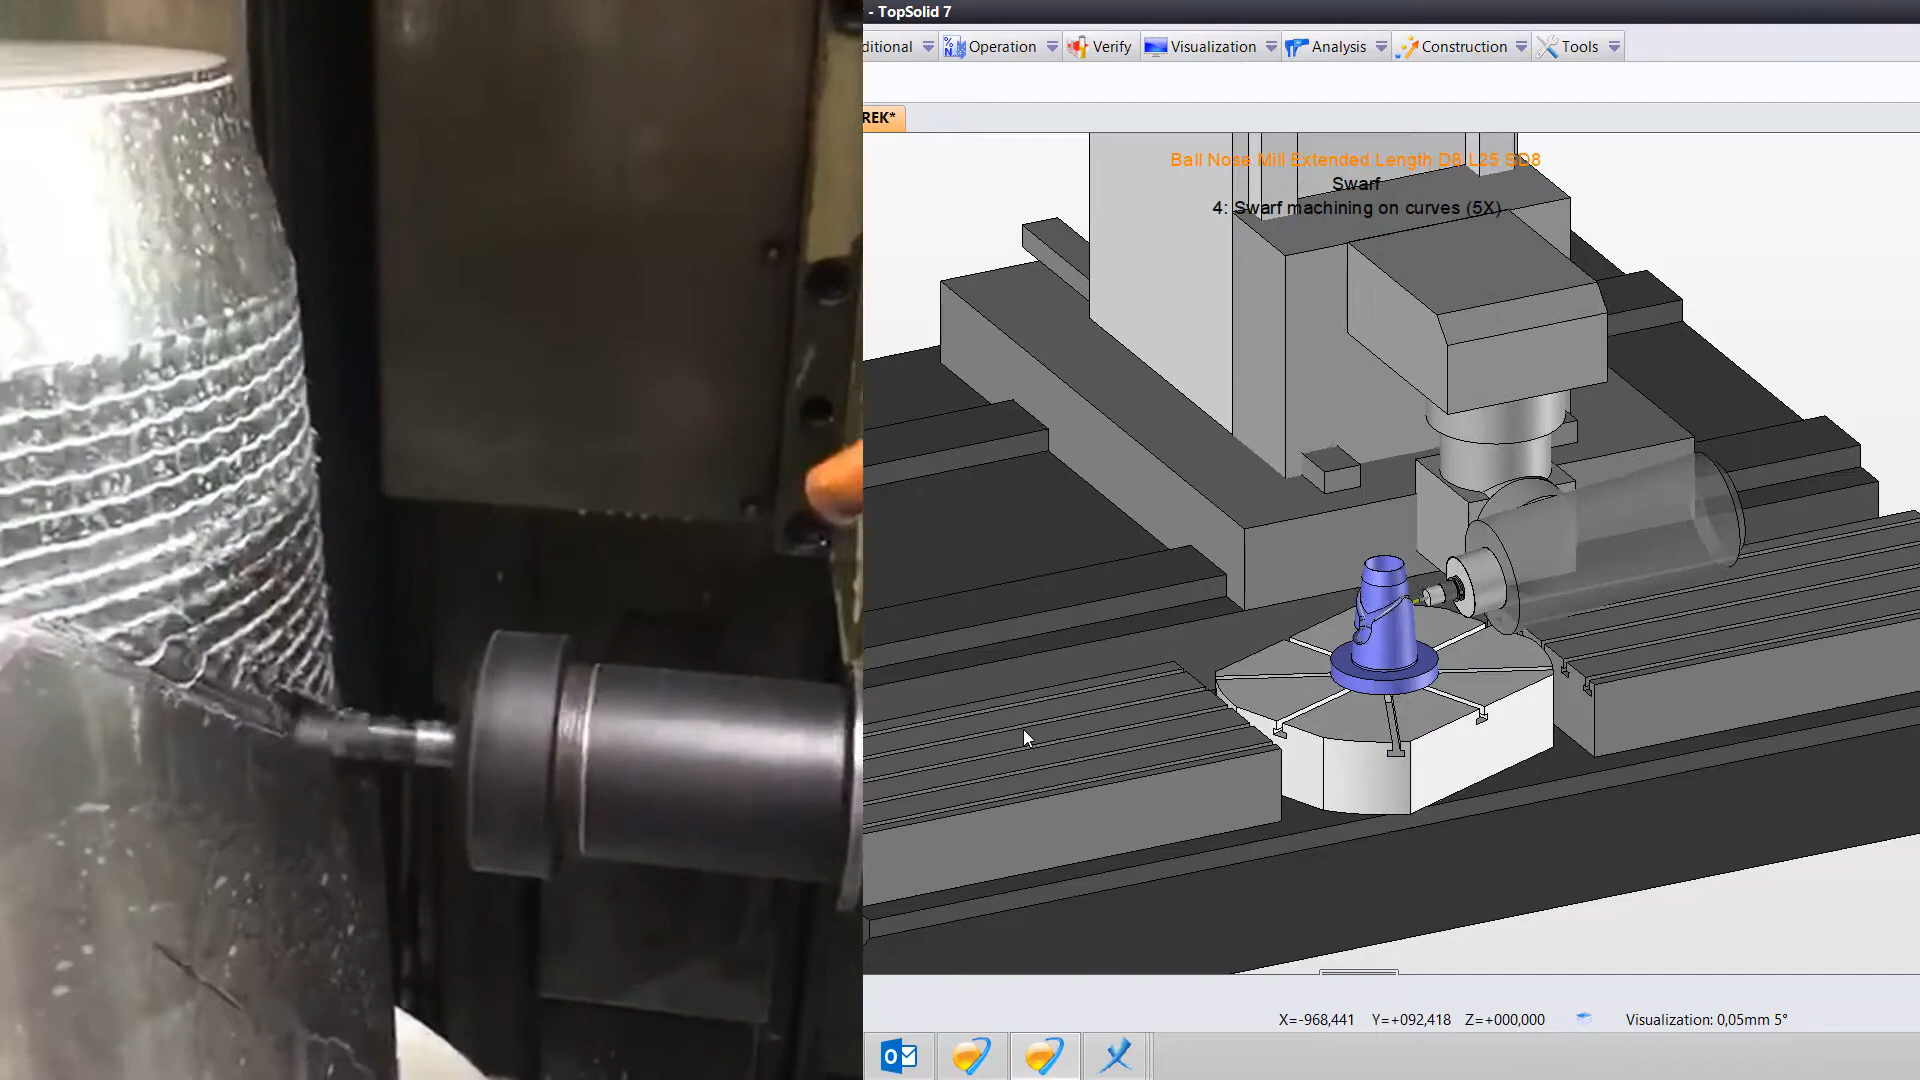 - TopSolid 7
ditional Operation Verify Visualization Analysis Construction Tools
REK*
Ball Nose Mill Extended Length D8 L25 SD8
Swarf
4: Swarf machining on curves (5X)
X=-968,441 Y=+092,418 Z=+000,000 Visualization: 0,05mm 5°